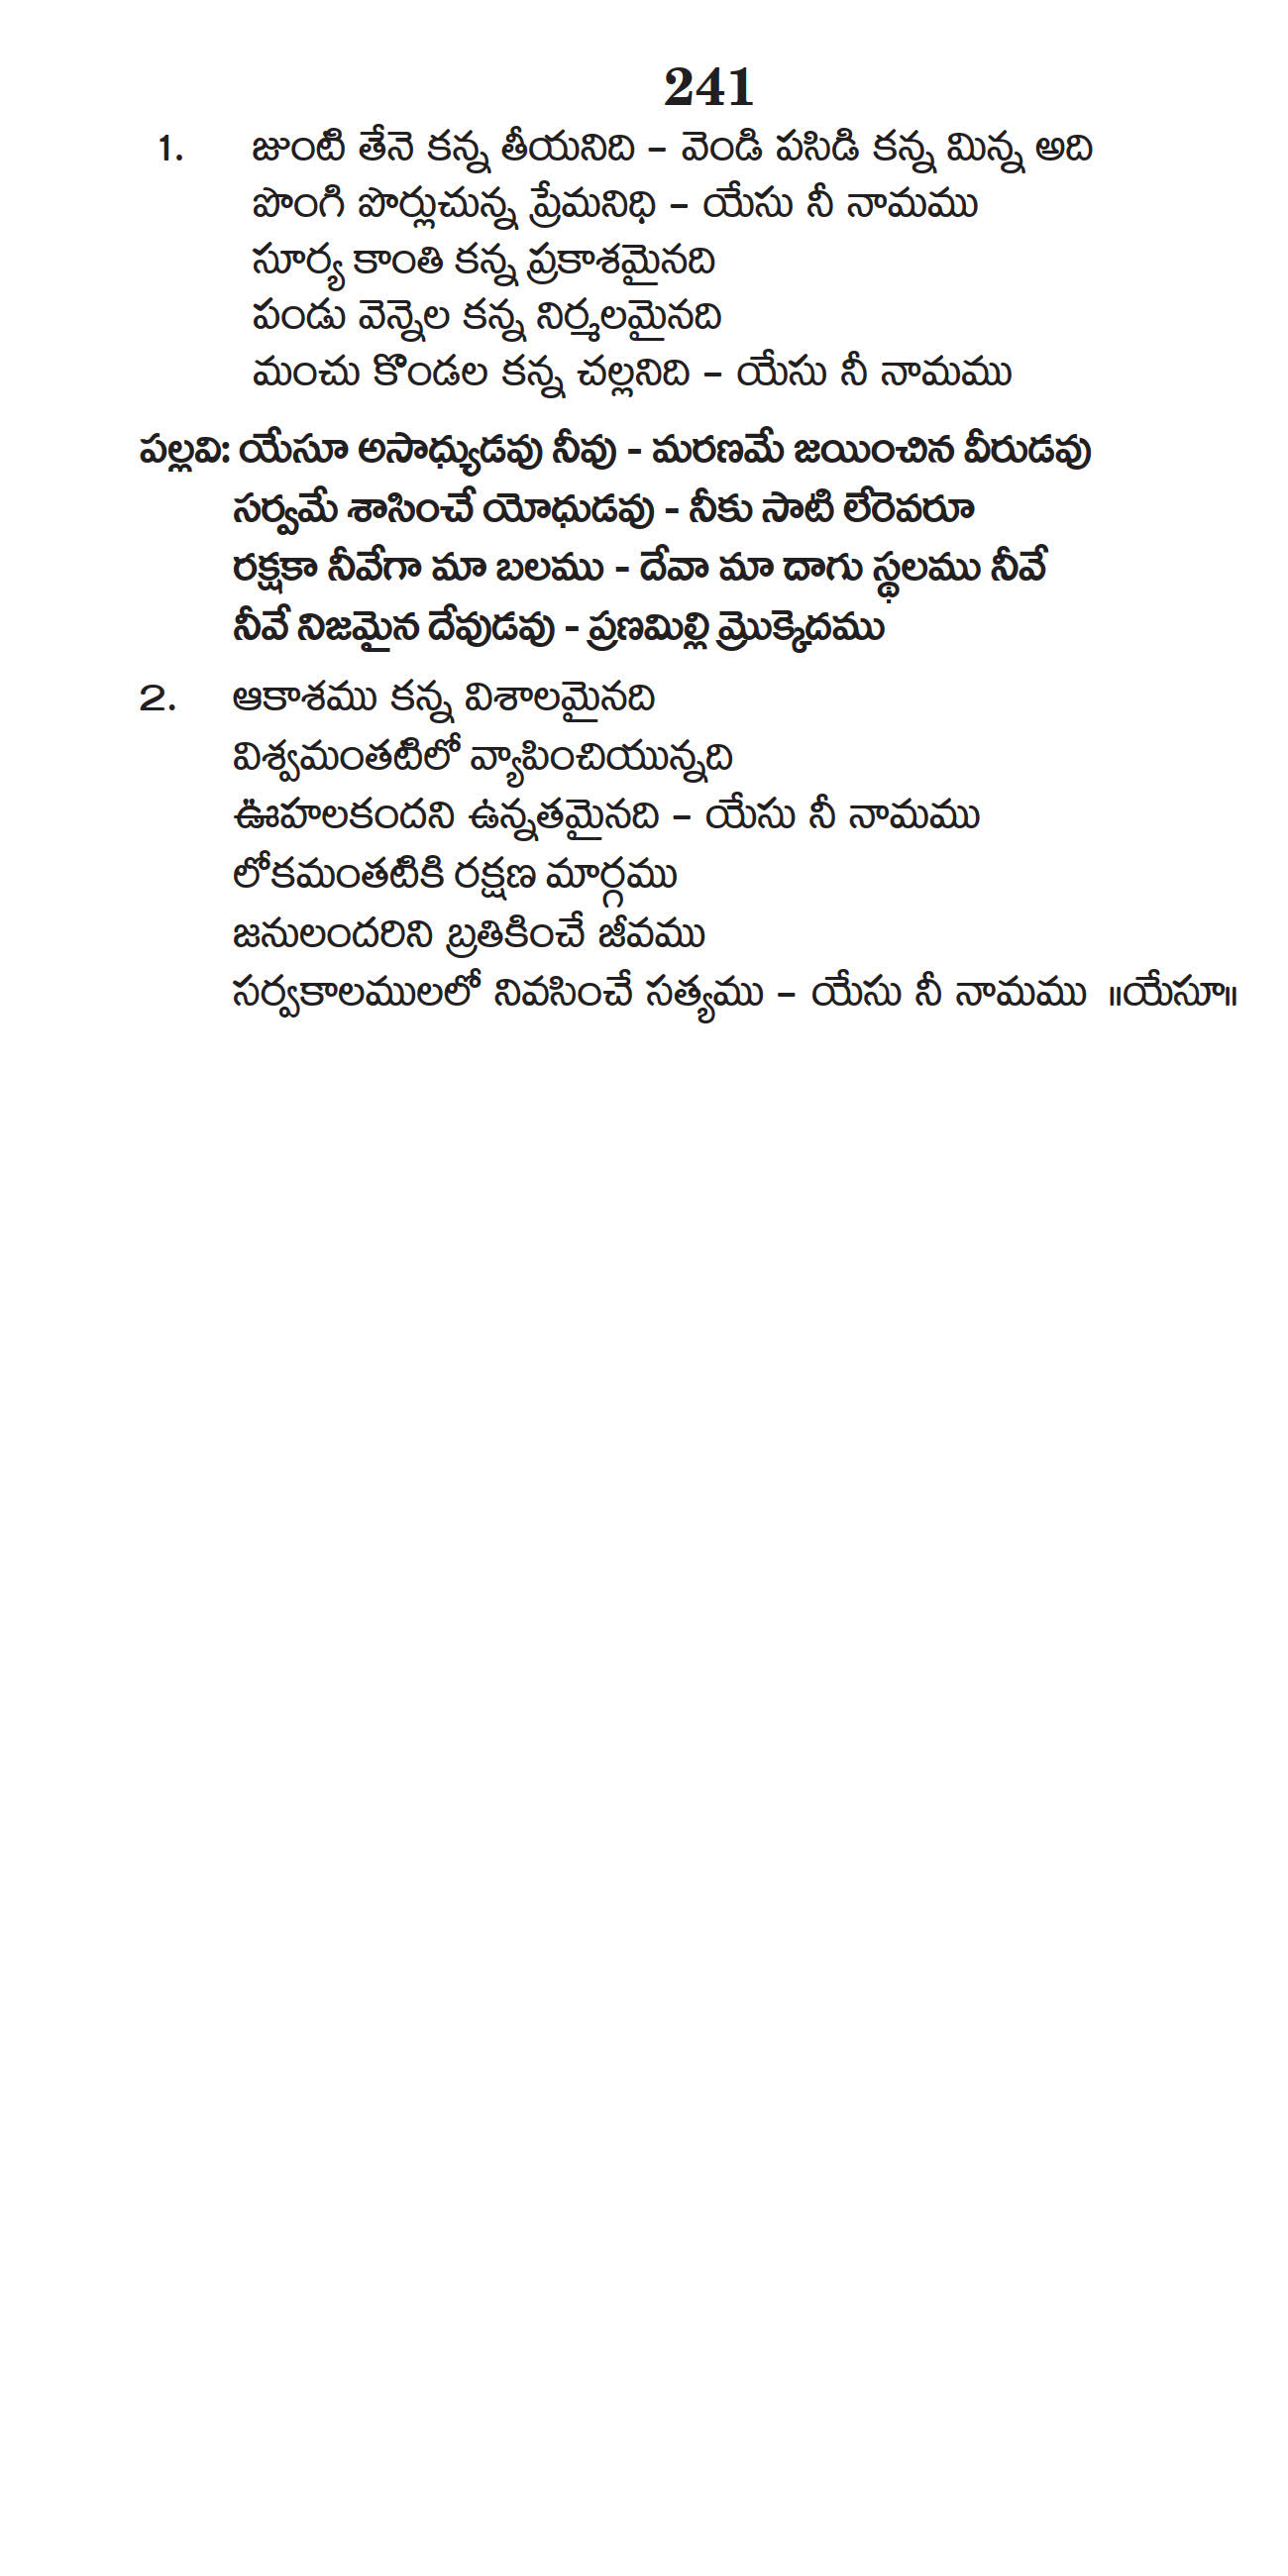 241
1. జుంటి తేనె కన్న తీయనిది – వెండి పసిడి కన్న మిన్న అది
పొంగి పొర్లుచున్న ప్రేమనిధి – యేసు నీ నామము
సూర్య కాంతి కన్న ప్రకాశమైనది
పండు వెన్నెల కన్న నిర్మలమైనది
మంచు కొండల కన్న చల్లనిది – యేసు నీ నామము
పల్లవి: యేసూ అసాధ్యుడవు నీవు - మరణమే జయించిన వీరుడవు
సర్వమే శాసించే యోధుడవు - నీకు సాటి లేరెవరూ
రక్షకా నీవేగా మా బలము - దేవా మా దాగు స్థలము నీవే
నీవే నిజమైన దేవుడవు - ప్రణమిల్లి మ్రొక్కెదము
2. ఆకాశము కన్న విశాలమైనది
విశ్వమంతటిలో వ్యాపించియున్నది
ఊహలకందని ఉన్నతమైనది – యేసు నీ నామము
లోకమంతటికి రక్షణ మార్గము
జనులందరిని బ్రతికించే జీవము
సర్వకాలములలో నివసించే సత్యము – యేసు నీ నామము ॥యేసూ॥